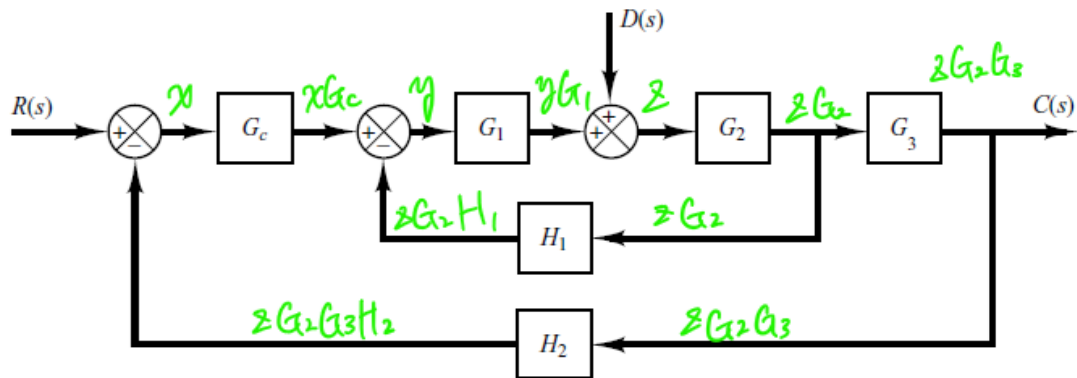 D(s)
zG₂G₃
x xGc y yG₁ z zG₂
R(s) + − Gc + − G₁ + + G₂ G₃ C(s)
zG₂H₁ H₁ zG₂
zG₂G₃H₂ H₂ zG₂G₃